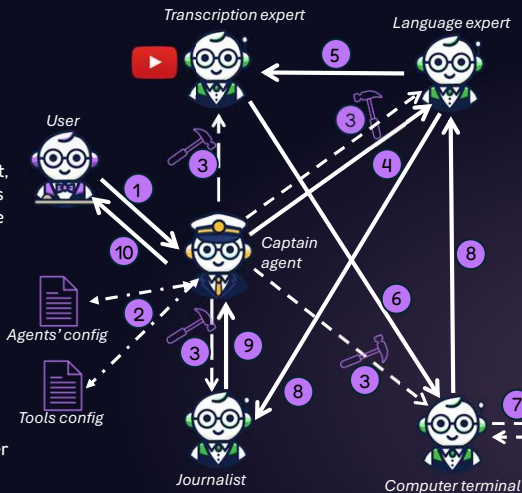 Transcription expert
Language expert
5
User
3
3
t,
4
1
s
e
Captain
agent
10
8
2
6
Agents' config
3
9
3
8
7
Tools config
er
Journalist
Computer terminal